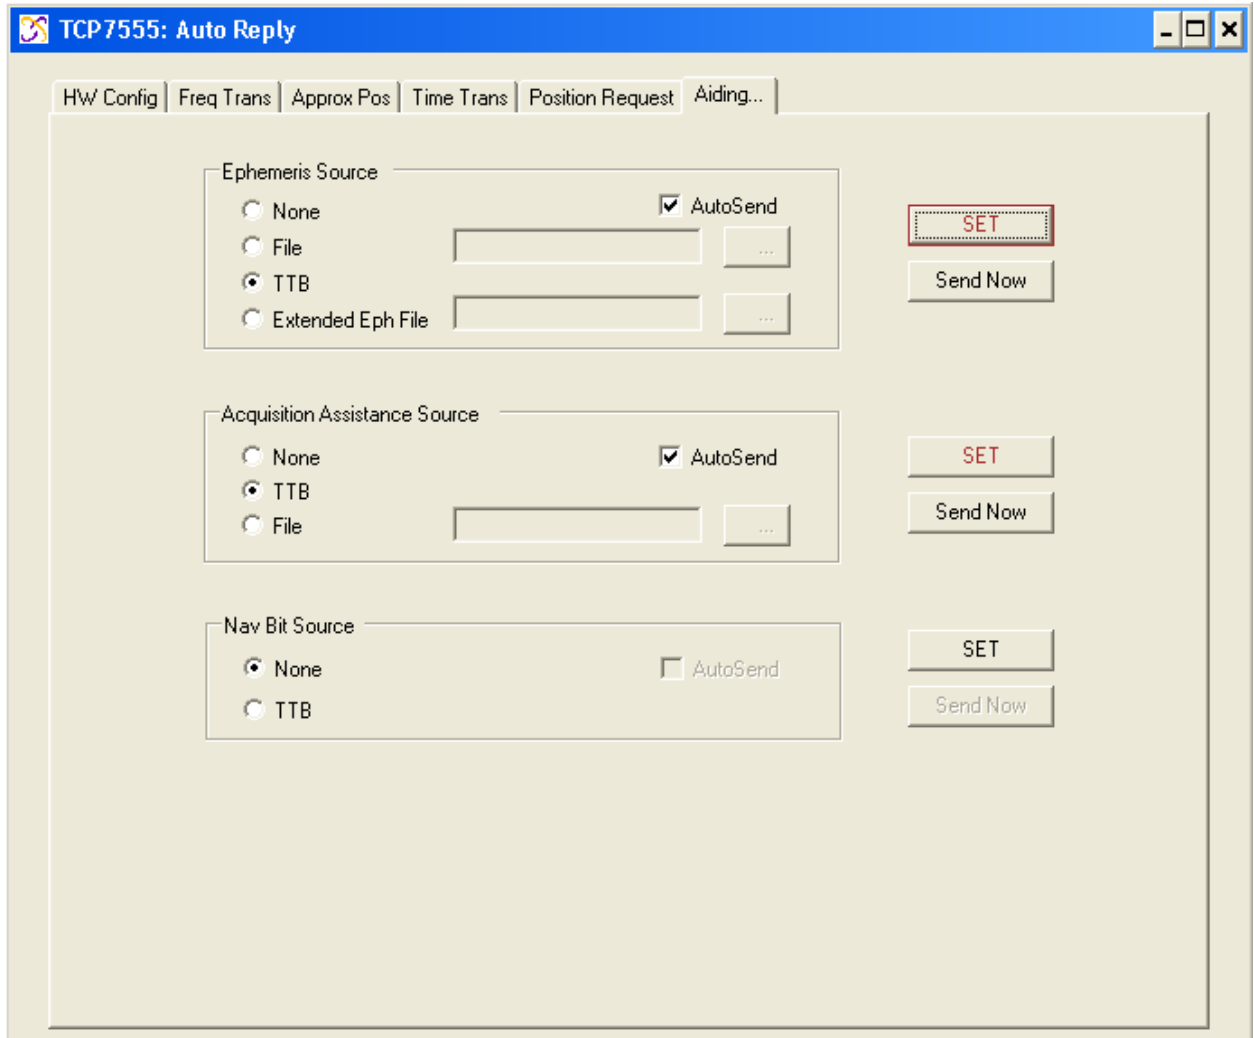 TCP7555: Auto Reply
HW Config Freq Trans Approx Pos Time Trans Position Request Aiding...
Ephemeris Source
None AutoSend SET
File ...
TTB Send Now
Extended Eph File ...
Acquisition Assistance Source
None AutoSend SET
TTB
File ... Send Now
Nav Bit Source
None AutoSend SET
TTB Send Now